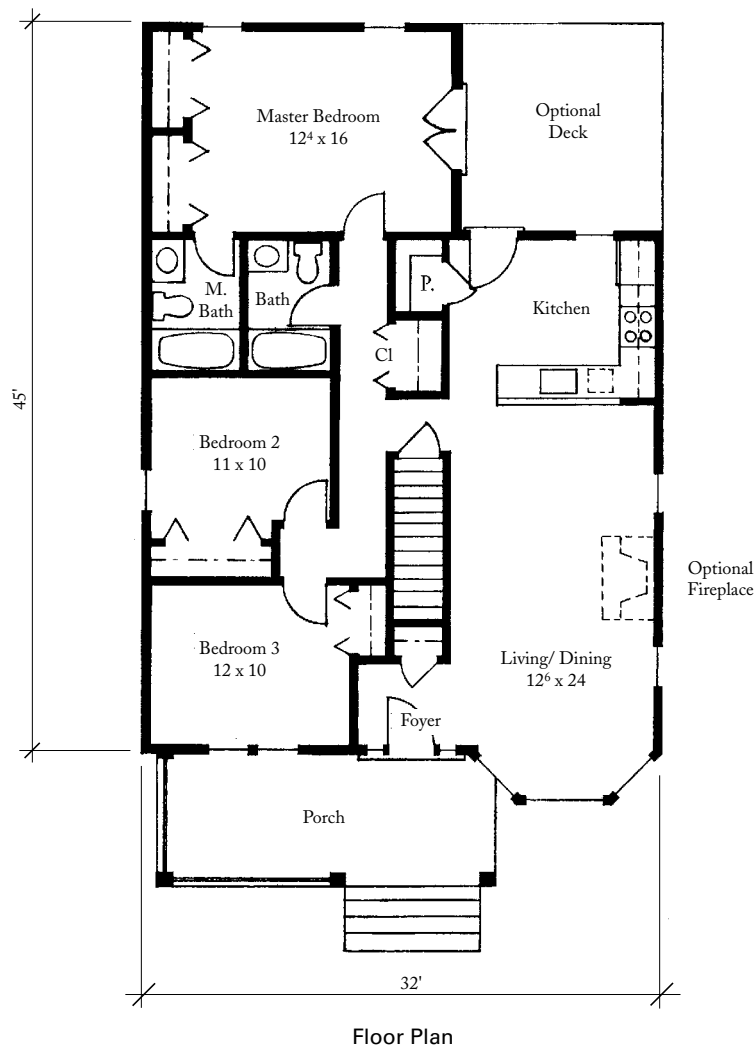 Master Bedroom
12⁴ x 16
Optional
Deck
M.
Bath
Bath
P.
Kitchen
Cl
45'
Bedroom 2
11 x 10
Optional
Fireplace
Bedroom 3
12 x 10
Living/ Dining
12⁶ x 24
Foyer
Porch
32'
Floor Plan